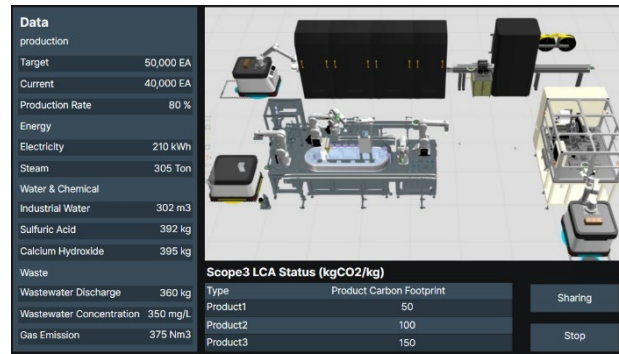 Data
production
Target 50,000 EA
Current 40,000 EA
Production Rate 80 %
Energy
Electricity 210 kWh
Steam 305 Ton
Water & Chemical
Industrial Water 302 m3
Sulfuric Acid 392 kg
Calcium Hydroxide 395 kg
Waste
Wastewater Discharge 360 kg
Wastewater Concentration 350 mg/L
Gas Emission 375 Nm3
Scope3 LCA Status (kgCO2/kg)
Type Product Carbon Footprint
Product1 50
Product2 100
Product3 150
Sharing
Stop